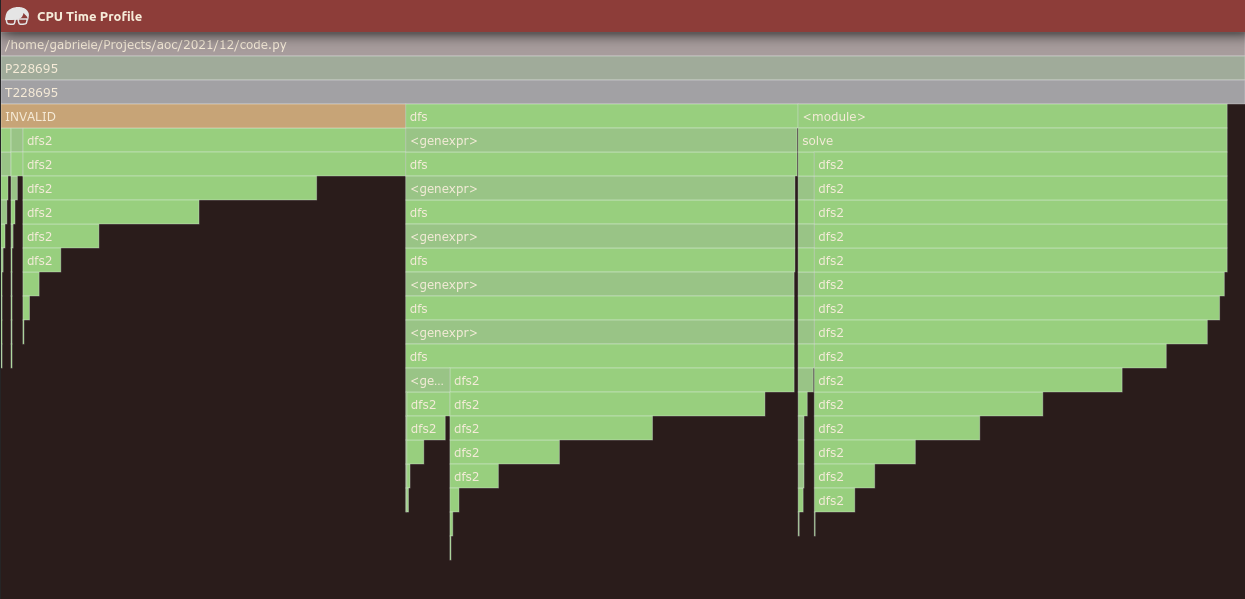 CPU Time Profile
/home/gabriele/Projects/aoc/2021/12/code.py
P228695
T228695
INVALID dfs <module>
dfs2 <genexpr> solve
dfs2 dfs dfs2
dfs2 <genexpr> dfs2
dfs2 dfs dfs2
dfs2 <genexpr> dfs2
dfs2 dfs dfs2
<genexpr> dfs2
dfs dfs2
<genexpr> dfs2
dfs dfs2
<ge... dfs2 dfs2
dfs2 dfs2 dfs2
dfs2 dfs2 dfs2
dfs2 dfs2
dfs2 dfs2
dfs2